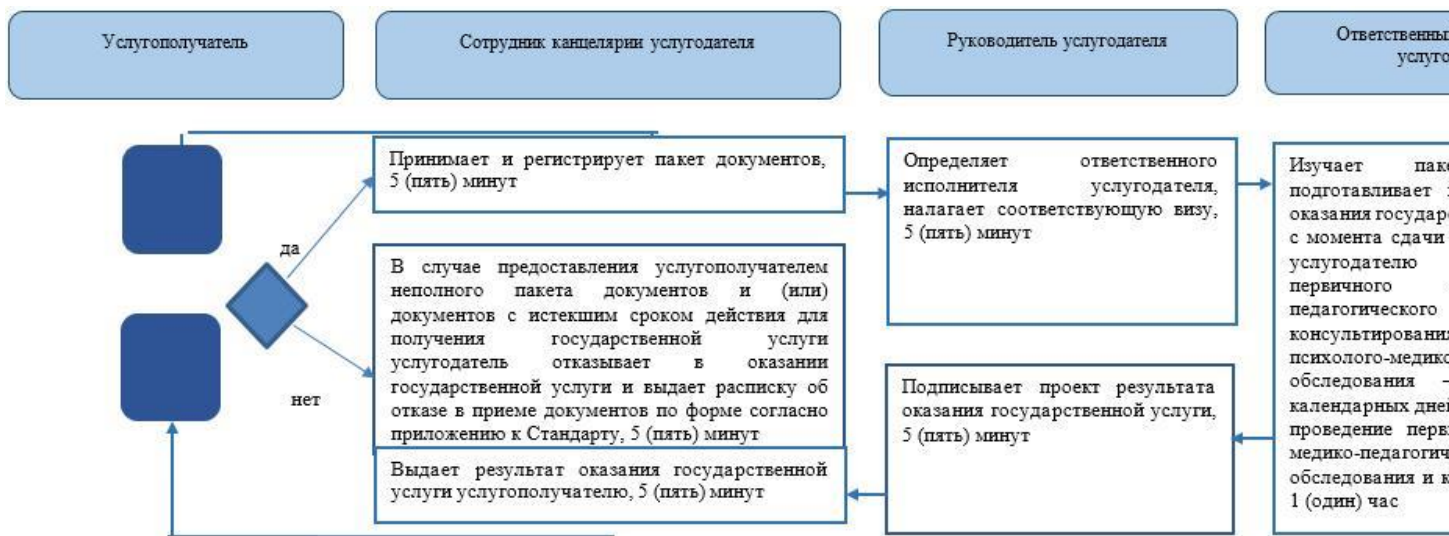 Услугополучатель
Сотрудник канцелярии услугодателя
Руководитель услугодателя
Ответственны
услуго
Принимает и регистрирует пакет документов,
5 (пять) минут
да
В случае предоставления услугополучателем
неполного пакета документов и (или)
документов с истекшим сроком действия для
получения государственной услуги
услугодатель отказывает в оказании
государственной услуги и выдает расписку об
отказе в приеме документов по форме согласно
приложению к Стандарту, 5 (пять) минут
нет
Выдает результат оказания государственной
услуги услугополучателю, 5 (пять) минут
Определяет ответственного
исполнителя услугодателя,
налагает соответствующую визу,
5 (пять) минут
Подписывает проект результата
оказания государственной услуги,
5 (пять) минут
Изучает паке
подготавливает
оказания государс
с момента сдачи
услугодателю
первичного
педагогического
консультирования
психолого-медико
обследования –
календарных дней
проведение перв
медико-педагогич
обследования и к
1 (один) час